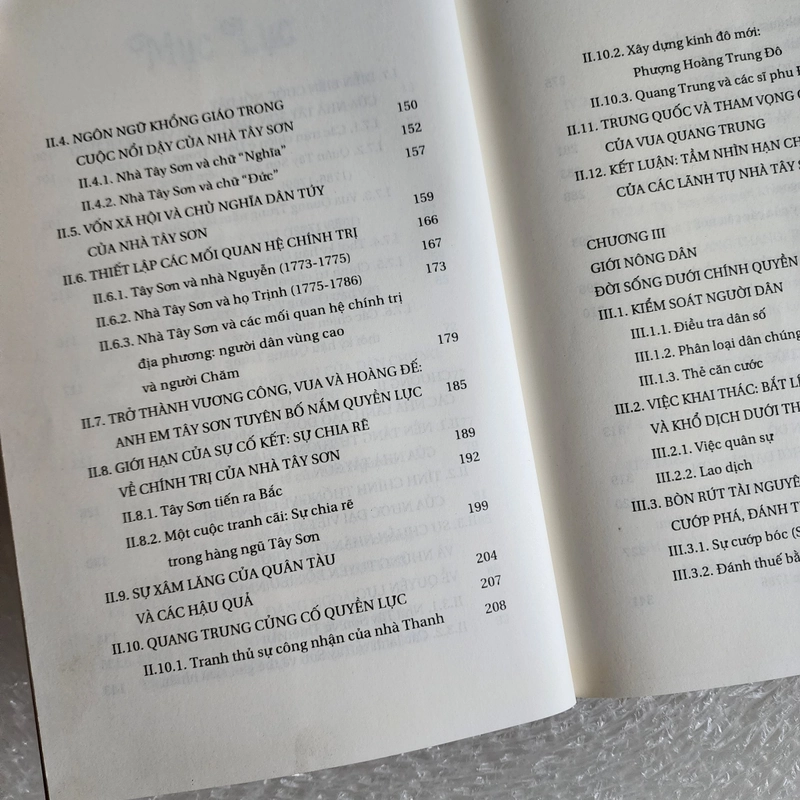 II.4. NGÔN NGỮ KHỔNG GIÁO TRONG
CUỘC NỔI DẬY CỦA NHÀ TÂY SƠN 150
II.4.1. Nhà Tây Sơn và chữ “Nghĩa” 152
II.4.2. Nhà Tây Sơn và chữ “Đức” 157
II.5. VỐN XÃ HỘI VÀ CHỦ NGHĨA DÂN TÚY
CỦA NHÀ TÂY SƠN 159
II.6. THIẾT LẬP CÁC MỐI QUAN HỆ CHÍNH TRỊ 166
II.6.1. Tây Sơn và nhà Nguyễn (1773-1775) 167
II.6.2. Nhà Tây Sơn và họ Trịnh (1775-1786) 173
II.6.3. Nhà Tây Sơn và các mối quan hệ chính trị
địa phương: người dân vùng cao
và người Chăm 179
II.7. TRỞ THÀNH VƯƠNG CÔNG, VUA VÀ HOÀNG ĐẾ:
ANH EM TÂY SƠN TUYÊN BỐ NẮM QUYỀN LỰC 185
II.8. GIỚI HẠN CỦA SỰ CỐ KẾT: SỰ CHIA RẼ
VỀ CHÍNH TRỊ CỦA NHÀ TÂY SƠN 189
II.8.1. Tây Sơn tiến ra Bắc 192
II.8.2. Một cuộc tranh cãi: Sự chia rẽ
trong hàng ngũ Tây Sơn 199
II.9. SỰ XÂM LĂNG CỦA QUÂN TÀU
VÀ CÁC HẬU QUẢ 204
II.10. QUANG TRUNG CỦNG CỐ QUYỀN LỰC 207
II.10.1. Tranh thủ sự công nhận của nhà Thanh 208
II.10.2. Xây dựng kinh đô mới:
Phượng Hoàng Trung Đô
II.10.3. Quang Trung và các sĩ phu
II.11. TRUNG QUỐC VÀ THAM VỌNG
CỦA VUA QUANG TRUNG
II.12. KẾT LUẬN: TẦM NHÌN HẠN
CỦA CÁC LÃNH TỤ NHÀ TÂY
CHƯƠNG III
GIỚI NÔNG DÂN
ĐỜI SỐNG DƯỚI CHÍNH QUYỀN
III.1. KIỂM SOÁT NGƯỜI DÂN
III.1.1. Điều tra dân số
III.1.2. Phân loại dân chúng
III.1.3. Thẻ căn cước
III.2. VIỆC KHAI THÁC: BẮT
VÀ KHỔ DỊCH DƯỚI
III.2.1. Việc quân sự
III.2.2. Lao dịch
III.3. BÒN RÚT TÀI
CƯỚP PHÁ, ĐÁNH
III.3.1. Sự cướp bóc
III.3.2. Đánh thuế